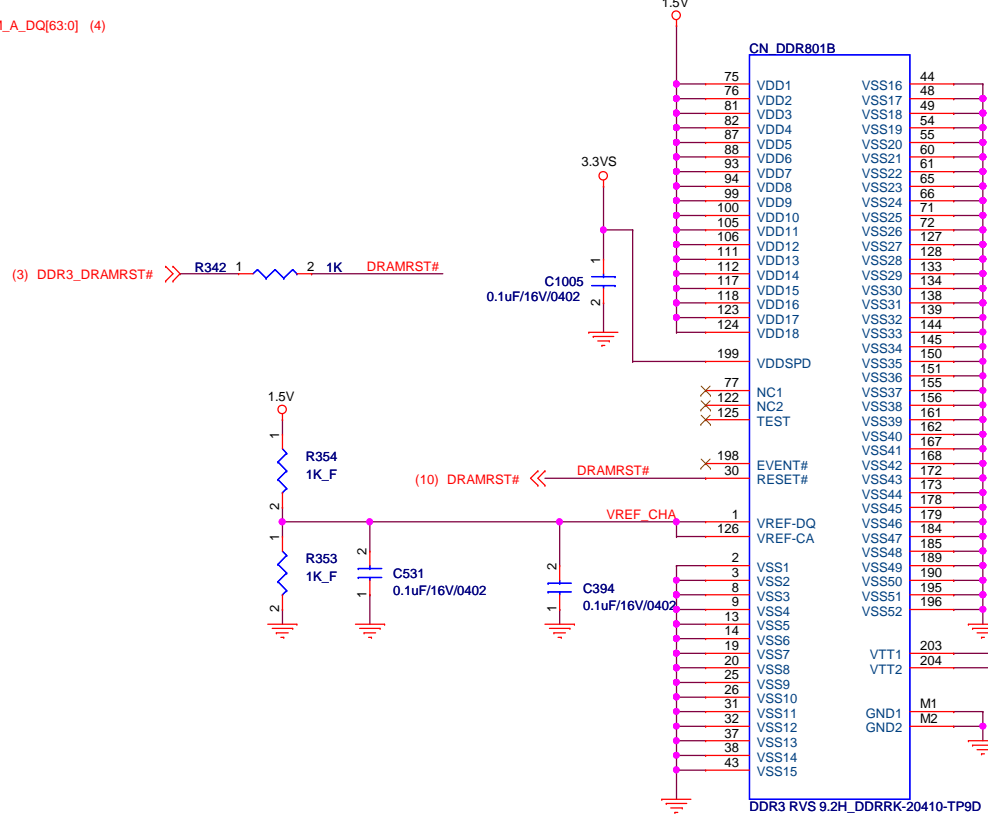 1.5V
M_A_DQ[63:0] (4)
CN_DDR801B
75 VDD1 VSS16 44
76 VDD2 VSS17 48
81 VDD3 VSS18 49
82 VDD4 VSS19 54
87 VDD5 VSS20 55
88 VDD6 VSS21 60
93 VDD7 VSS22 61
94 VDD8 VSS23 65
99 VDD9 VSS24 66
100 VDD10 VSS25 71
105 VDD11 VSS26 72
106 VDD12 VSS27 127
111 VDD13 VSS28 128
112 VDD14 VSS29 133
117 VDD15 VSS30 134
118 VDD16 VSS31 138
123 VDD17 VSS32 139
124 VDD18 VSS33 144
VSS34 145
199 VDDSPD VSS35 150
VSS36 151
77 NC1 VSS37 155
122 NC2 VSS38 156
125 TEST VSS39 161
VSS40 162
VSS41 167
198 EVENT# VSS42 168
30 RESET# VSS43 172
VSS44 173
VSS45 178
1 VREF-DQ VSS46 179
126 VREF-CA VSS47 184
VSS48 185
2 VSS1 VSS49 189
3 VSS2 VSS50 190
8 VSS3 VSS51 195
9 VSS4 VSS52 196
13 VSS5
14 VSS6
19 VSS7 VTT1 203
20 VSS8 VTT2 204
25 VSS9
26 VSS10
31 VSS11 GND1 M1
32 VSS12 GND2 M2
37 VSS13
38 VSS14
43 VSS15
DDR3 RVS 9.2H_DDRRK-20410-TP9D
3.3VS
1
C1005
0.1uF/16V/0402
2
(3) DDR3_DRAMRST# R342 1 2 1K DRAMRST#
(10) DRAMRST# DRAMRST#
1.5V
1
R354
1K_F
2
VREF_CHA
1
R353
1K_F
2
2
C531
0.1uF/16V/0402
1
2
C394
0.1uF/16V/0402
1